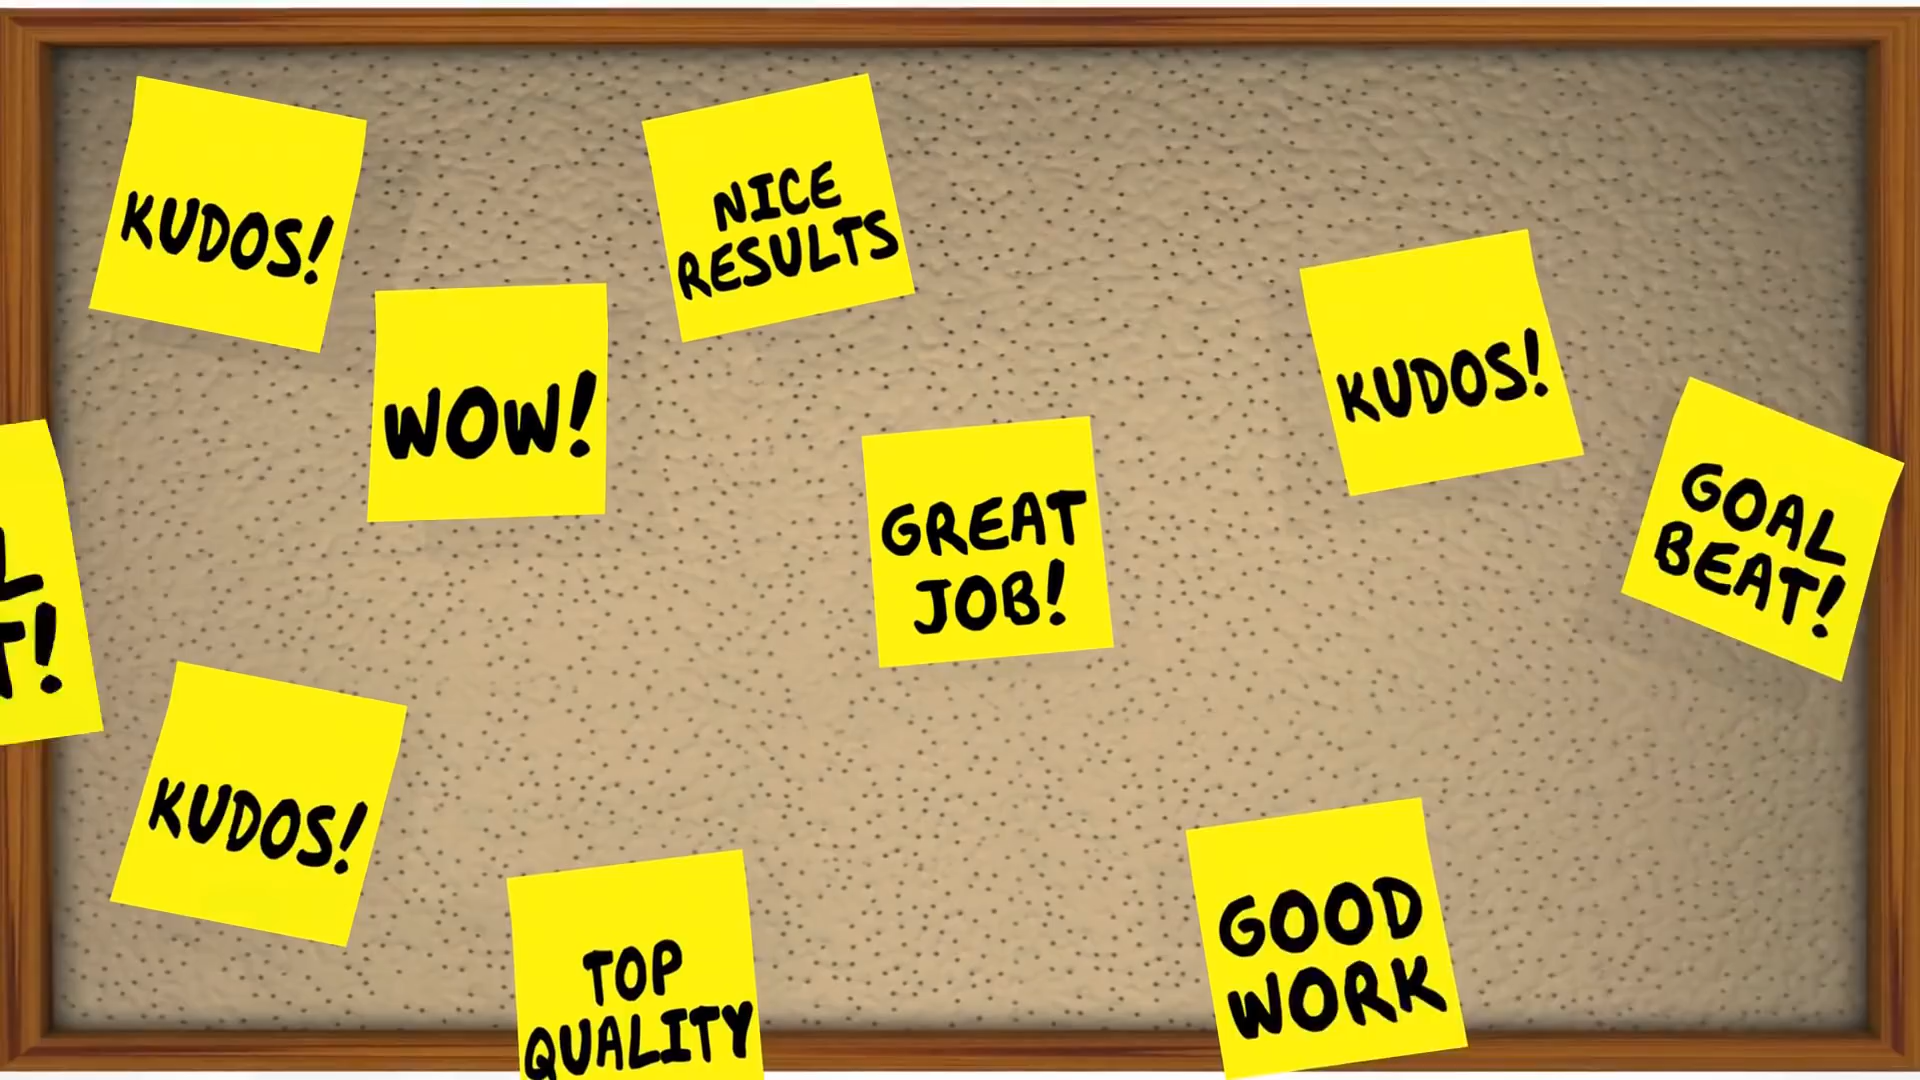 KUDOS!
NICE
RESULTS
WOW!
KUDOS!
GREAT
JOB!
GOAL
BEAT!
L
T!
KUDOS!
TOP
QUALITY
GOOD
WORK